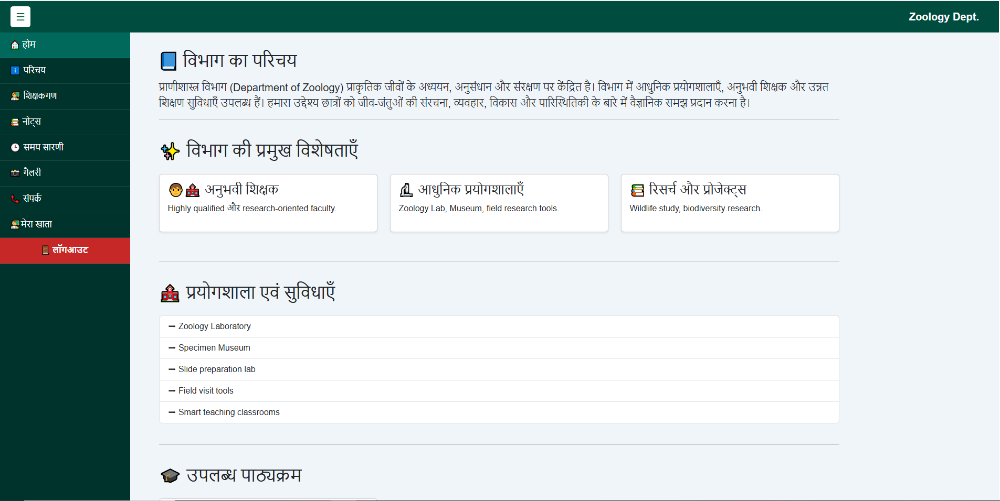 ☰
Zoology Dept.
होम
परिचय
शिक्षकगण
नोट्स
समय सारणी
गैलरी
संपर्क
मेरा खाता
लॉगआउट
विभाग का परिचय
प्राणीशास्त्र विभाग (Department of Zoology) प्राकृतिक जीवों के अध्ययन, अनुसंधान और संरक्षण पर केंद्रित है। विभाग में आधुनिक प्रयोगशालाएँ, अनुभवी शिक्षक और उन्नत
शिक्षण सुविधाएँ उपलब्ध हैं। हमारा उद्देश्य छात्रों को जीव-जंतुओं की संरचना, व्यवहार, विकास और पारिस्थितिकी के बारे में वैज्ञानिक समझ प्रदान करना है।
विभाग की प्रमुख विशेषताएँ
अनुभवी शिक्षक
Highly qualified और research-oriented faculty.
आधुनिक प्रयोगशालाएँ
Zoology Lab, Museum, field research tools.
रिसर्च और प्रोजेक्ट्स
Wildlife study, biodiversity research.
प्रयोगशाला एवं सुविधाएँ
➞ Zoology Laboratory
➞ Specimen Museum
➞ Slide preparation lab
➞ Field visit tools
➞ Smart teaching classrooms
उपलब्ध पाठ्यक्रम